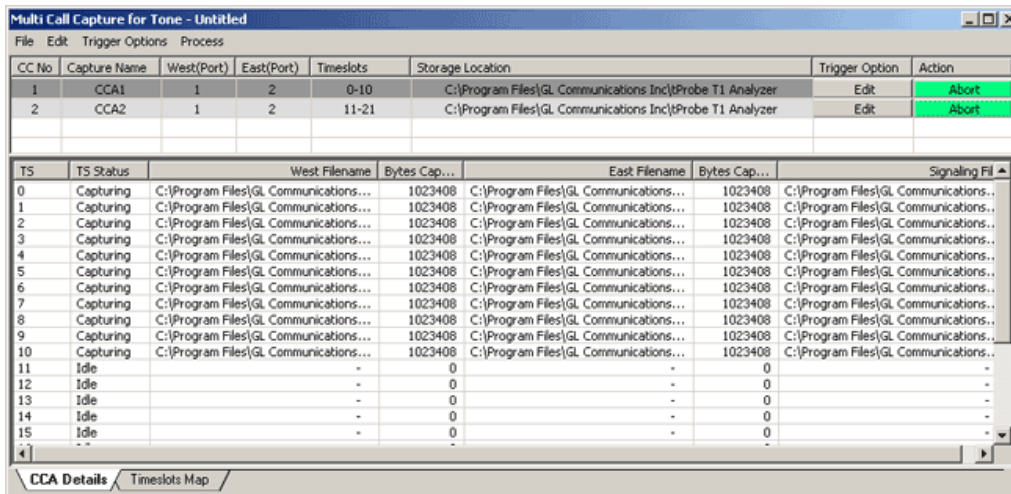 Multi Call Capture for Tone - Untitled
File Edit Trigger Options Process
CC No Capture Name West(Port) East(Port) Timeslots Storage Location Trigger Option Action
1 CCA1 1 2 0-10 C:\Program Files\GL Communications Inc\tProbe T1 Analyzer Edit Abort
2 CCA2 1 2 11-21 C:\Program Files\GL Communications Inc\tProbe T1 Analyzer Edit Abort
TS TS Status West Filename Bytes Cap... East Filename Bytes Cap... Signaling Fil
0 Capturing C:\Program Files\GL Communications... 1023408 C:\Program Files\GL Communications... 1023408 C:\Program Files\GL Communications..
1 Capturing C:\Program Files\GL Communications... 1023408 C:\Program Files\GL Communications... 1023408 C:\Program Files\GL Communications..
2 Capturing C:\Program Files\GL Communications... 1023408 C:\Program Files\GL Communications... 1023408 C:\Program Files\GL Communications..
3 Capturing C:\Program Files\GL Communications... 1023408 C:\Program Files\GL Communications... 1023408 C:\Program Files\GL Communications..
4 Capturing C:\Program Files\GL Communications... 1023408 C:\Program Files\GL Communications... 1023408 C:\Program Files\GL Communications..
5 Capturing C:\Program Files\GL Communications... 1023408 C:\Program Files\GL Communications... 1023408 C:\Program Files\GL Communications..
6 Capturing C:\Program Files\GL Communications... 1023408 C:\Program Files\GL Communications... 1023408 C:\Program Files\GL Communications..
7 Capturing C:\Program Files\GL Communications... 1023408 C:\Program Files\GL Communications... 1023408 C:\Program Files\GL Communications..
8 Capturing C:\Program Files\GL Communications... 1023408 C:\Program Files\GL Communications... 1023408 C:\Program Files\GL Communications..
9 Capturing C:\Program Files\GL Communications... 1023408 C:\Program Files\GL Communications... 1023408 C:\Program Files\GL Communications..
10 Capturing C:\Program Files\GL Communications... 1023408 C:\Program Files\GL Communications... 1023408 C:\Program Files\GL Communications..
11 Idle - 0 - 0 -
12 Idle - 0 - 0 -
13 Idle - 0 - 0 -
14 Idle - 0 - 0 -
15 Idle - 0 - 0 -
CCA Details Timeslots Map